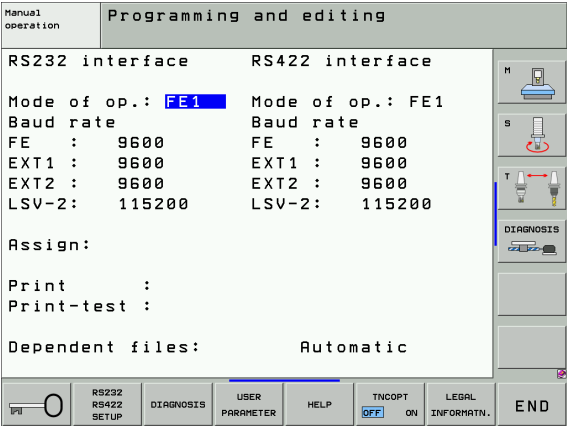 Manual operation
Programming and editing
RS232 interface RS422 interface
Mode of op.: FE1 Mode of op.: FE1
Baud rate Baud rate
FE : 9600 FE : 9600
EXT1 : 9600 EXT1 : 9600
EXT2 : 9600 EXT2 : 9600
LSV-2: 115200 LSV-2: 115200
Assign:
Print :
Print-test :
Dependent files: Automatic
M
S
T
DIAGNOSIS
RS232 RS422 SETUP
DIAGNOSIS
USER PARAMETER
HELP
TNCOPT OFF ON
LEGAL INFORMATN.
END